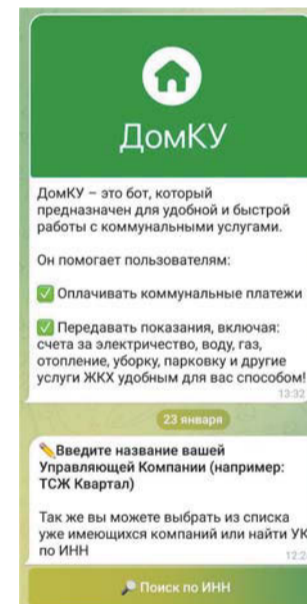 ДомКУ
ДомКУ – это бот, который
предназначен для удобной и быстрой
работы с коммунальными услугами.
Он помогает пользователям:
✅ Оплачивать коммунальные платежи
✅ Передавать показания, включая:
счета за электричество, воду, газ,
отопление, уборку, парковку и другие
услуги ЖКХ удобным для вас способом!
13:32
23 января
✏️Введите название вашей
Управляющей Компании (например:
ТСЖ Квартал)
Так же вы можете выбрать из списка
уже имеющихся компаний или найти УК
по ИНН
🔎 Поиск по ИНН